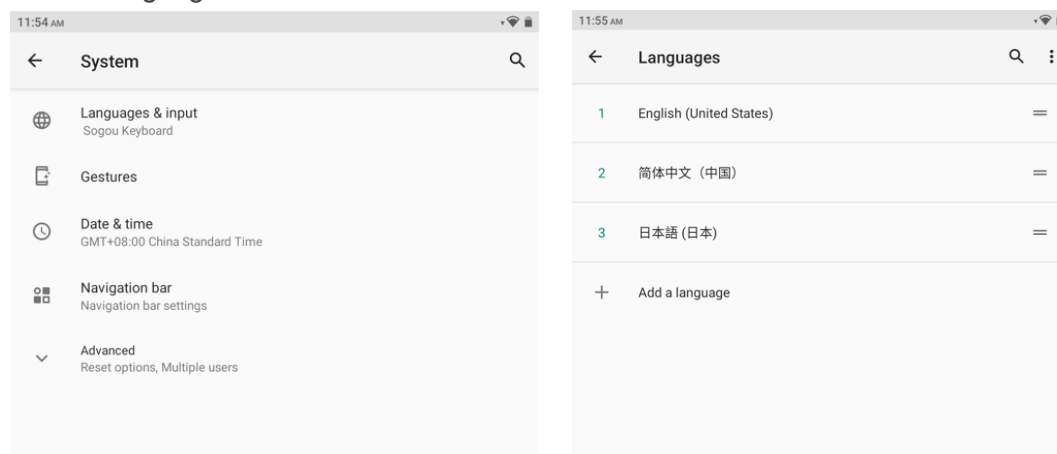 11:54 AM
System
Languages & input
Sogou Keyboard
Gestures
Date & time
GMT+08:00 China Standard Time
Navigation bar
Navigation bar settings
Advanced
Reset options, Multiple users
11:55 AM
Languages
1 English (United States)
2 简体中文（中国）
3 日本語 (日本)
Add a language